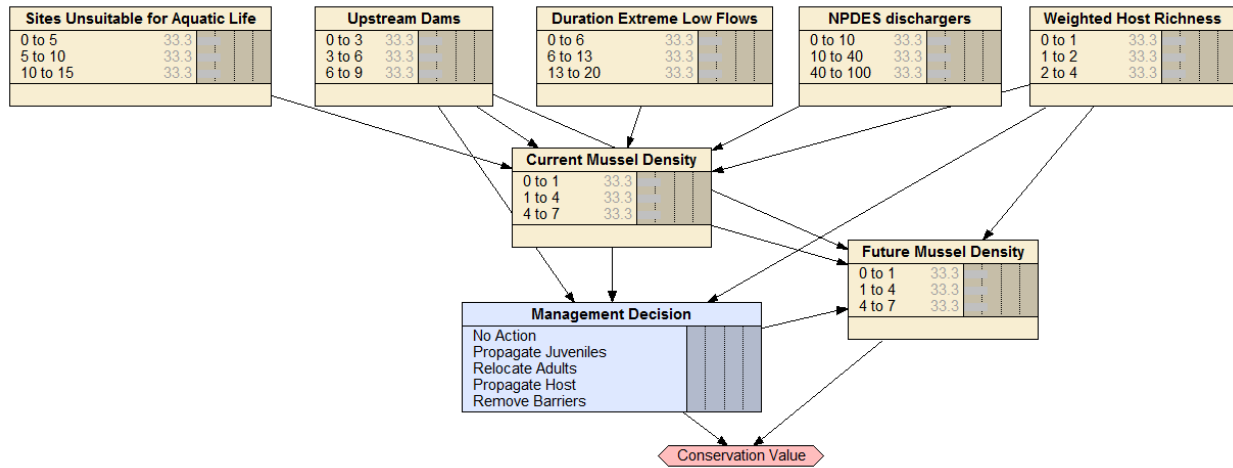 Sites Unsuitable for Aquatic Life
0 to 5 33.3
5 to 10 33.3
10 to 15 33.3
Upstream Dams
0 to 3 33.3
3 to 6 33.3
6 to 9 33.3
Duration Extreme Low Flows
0 to 6 33.3
6 to 13 33.3
13 to 20 33.3
NPDES dischargers
0 to 10 33.3
10 to 40 33.3
40 to 100 33.3
Weighted Host Richness
0 to 1 33.3
1 to 2 33.3
2 to 4 33.3
Current Mussel Density
0 to 1 33.3
1 to 4 33.3
4 to 7 33.3
Future Mussel Density
0 to 1 33.3
1 to 4 33.3
4 to 7 33.3
Management Decision
No Action
Propagate Juveniles
Relocate Adults
Propagate Host
Remove Barriers
Conservation Value